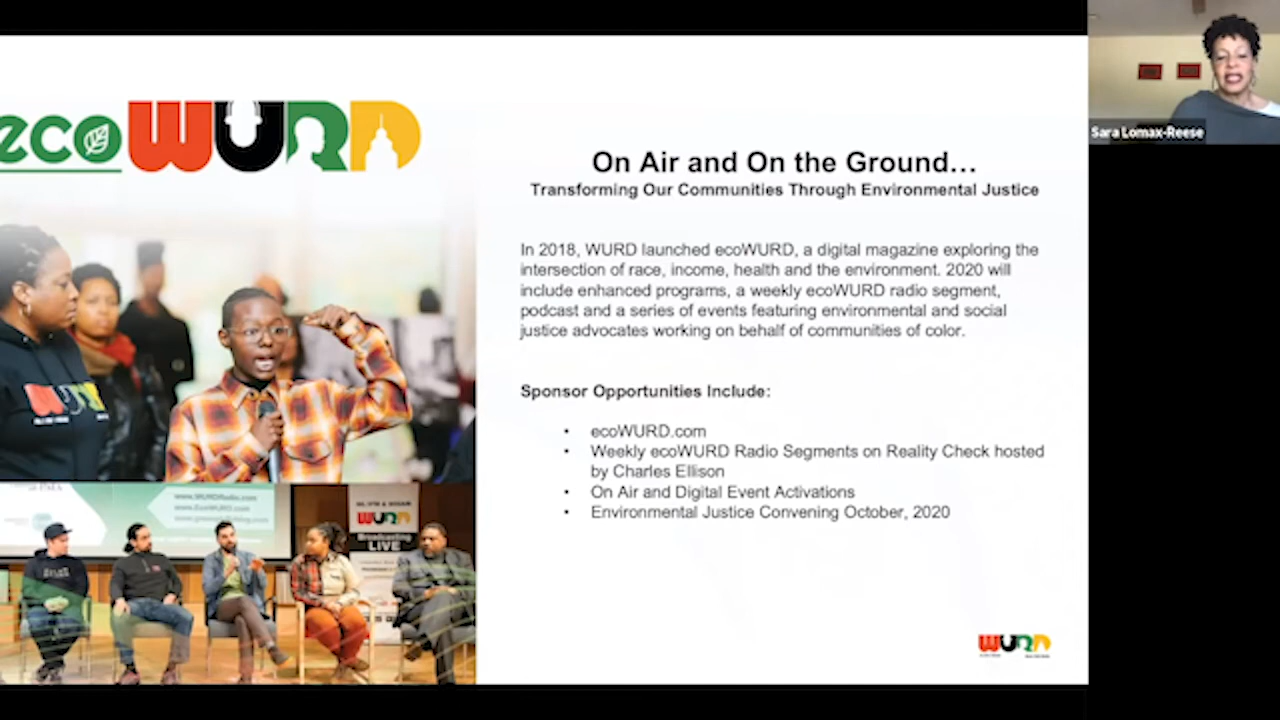 ecoWURD
On Air and On the Ground…
Transforming Our Communities Through Environmental Justice
In 2018, WURD launched ecoWURD, a digital magazine exploring the
intersection of race, income, health and the environment. 2020 will
include enhanced programs, a weekly ecoWURD radio segment,
podcast and a series of events featuring environmental and social
justice advocates working on behalf of communities of color.
Sponsor Opportunities Include:
• ecoWURD.com
• Weekly ecoWURD Radio Segments on Reality Check hosted
by Charles Ellison
• On Air and Digital Event Activations
• Environmental Justice Convening October, 2020
WURD
Sara Lomax-Reese
WURD
www.WURDRadio.com
www.EcoWURD.com
WURD
Broadcasting
LIVE